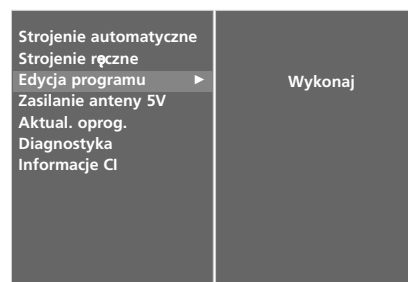 Strojenie automatyczne
Strojenie ręczne
Edycja programu ►
Wykonaj
Zasilanie anteny 5V
Aktual. oprog.
Diagnostyka
Informacje CI